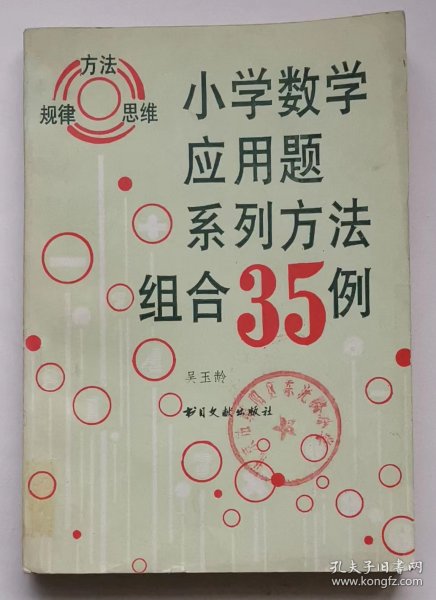 方法
规律
思维
小学数学
应用题
系列方法
组合35例
吴玉龄
书目文献出版社
孔夫子旧书网
www.kongfz.com